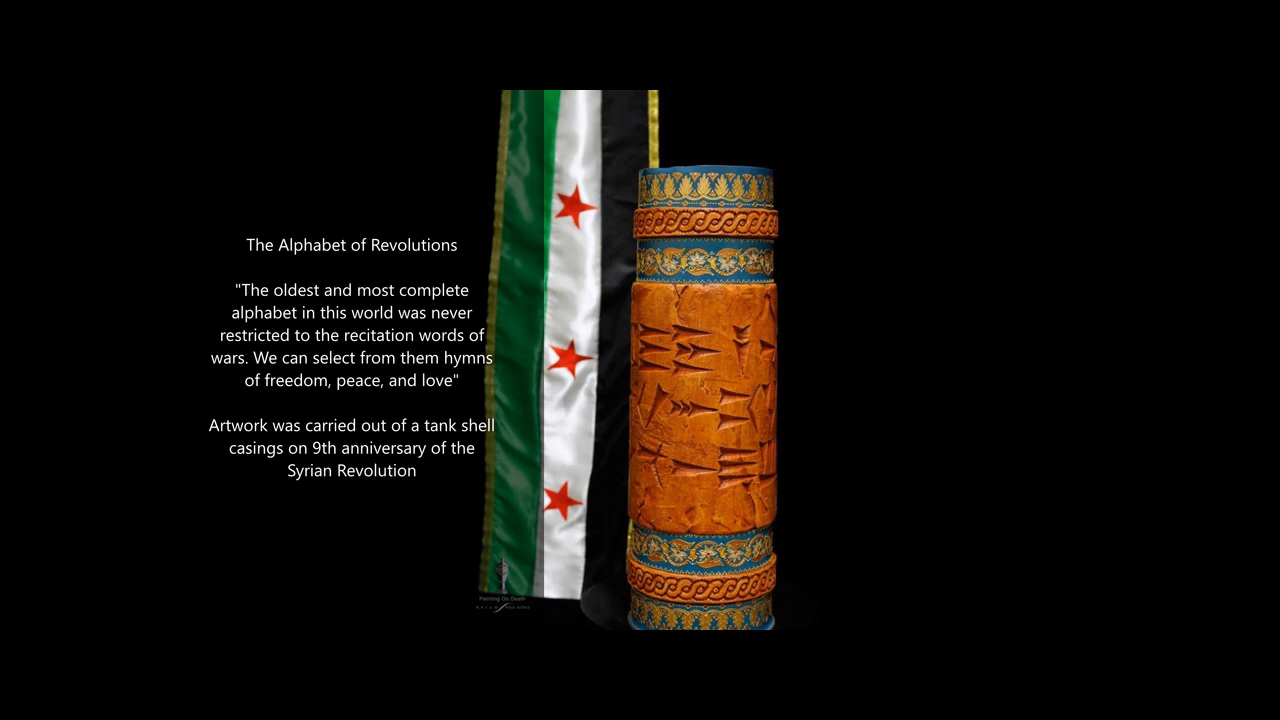 The Alphabet of Revolutions
"The oldest and most complete
alphabet in this world was never
restricted to the recitation words of
wars. We can select from them hymns
of freedom, peace, and love"
Artwork was carried out of a tank shell
casings on 9th anniversary of the
Syrian Revolution
Painting On Death